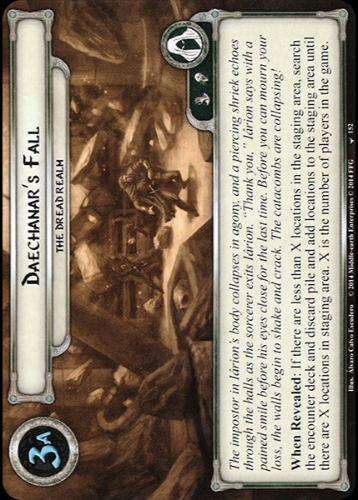 3A
DAECHANAR'S FALL
THE DREAD REALM
The impostor in Iârion's body collapses in agony, and a piercing shriek echoes
through the halls as the sorcerer exits Iârion. "Thank you," Iârion says with a
pained smile before his eyes close for the last time. Before you can mourn your
loss, the walls begin to shake and crack. The catacombs are collapsing!
When Revealed: If there are less than X locations in the staging area, search
the encounter deck and discard pile and add locations to the staging area until
there are X locations in staging area. X is the number of players in the game.
Illus. Álvaro Calvo Escudero © 2014 Middle-earth Enterprises © 2014 FFG 152